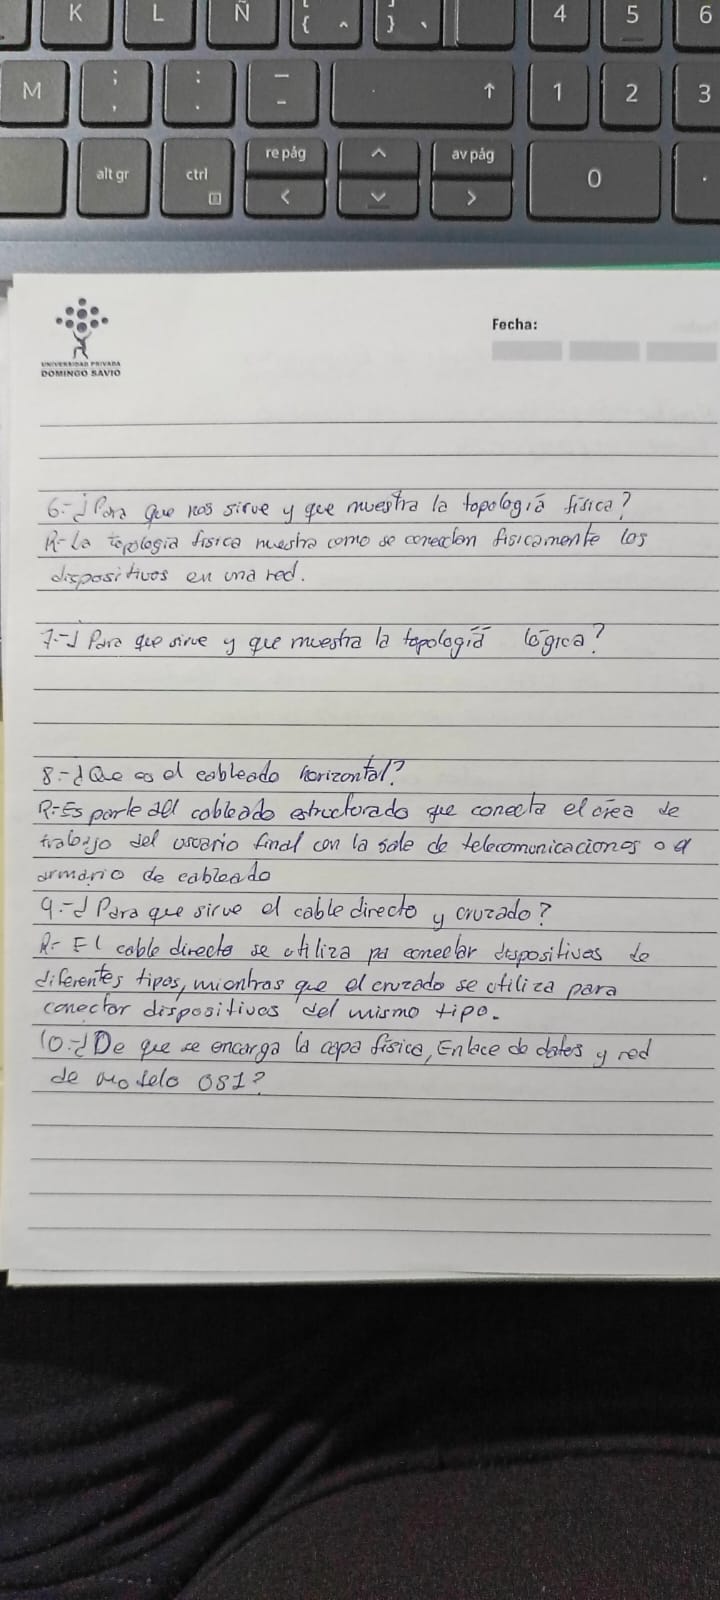 K L Ñ [ { ^ ] } ` 4 5 6
M ; , : . _ - ↑ 1 2 3
alt gr ctrl re pág < ^ v av pág > 0 .
UNIVERSIDAD PRIVADA
DOMINGO SAVIO
Fecha:
6.-¿Para que nos sirve y que muestra la topología física?
R-La topologia fisica muestra como se conectan fisicamente los
dispositivos en una red.
7.-¿Para que sirve y que muestra la topología lógica?
8.-¿Que es el cableado horizontal?
R-Es parte del cableado estructurado que conecta el área de
trabajo del usuario final con la sala de telecomunicaciones o el
armario de cableado
9.-¿Para que sirve el cable directo y cruzado?
R- El cable directo se utiliza pa conectar dispositivos de
diferentes tipos, mientras que el cruzado se utiliza para
conectar dispositivos del mismo tipo.
10.-¿De que se encarga la capa física, Enlace de datos y red
de modelo OSI?